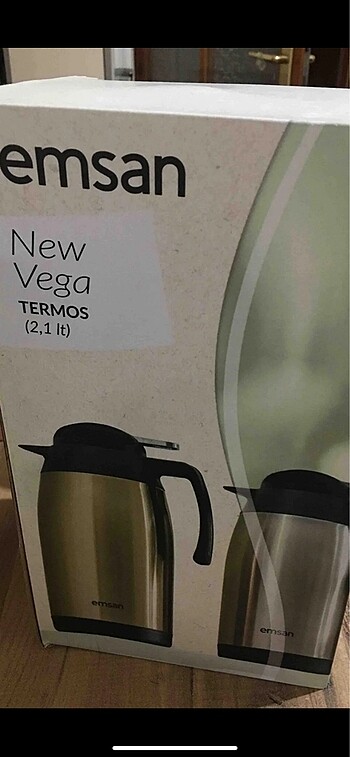 emsan
New
Vega
TERMOS
(2,1 lt)
emsan
emsan